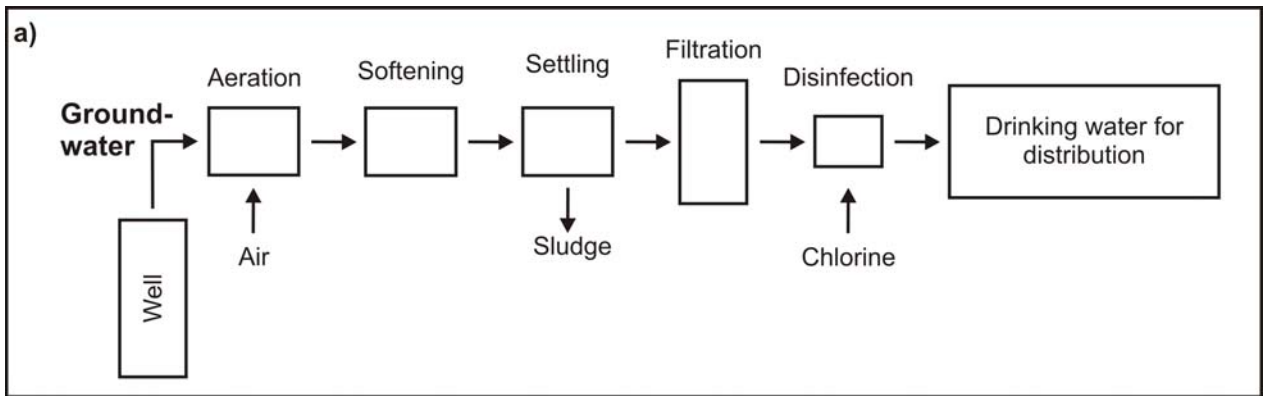 a)
Ground-
water
Well
Aeration
Air
Softening
Settling
Sludge
Filtration
Disinfection
Chlorine
Drinking water for
distribution